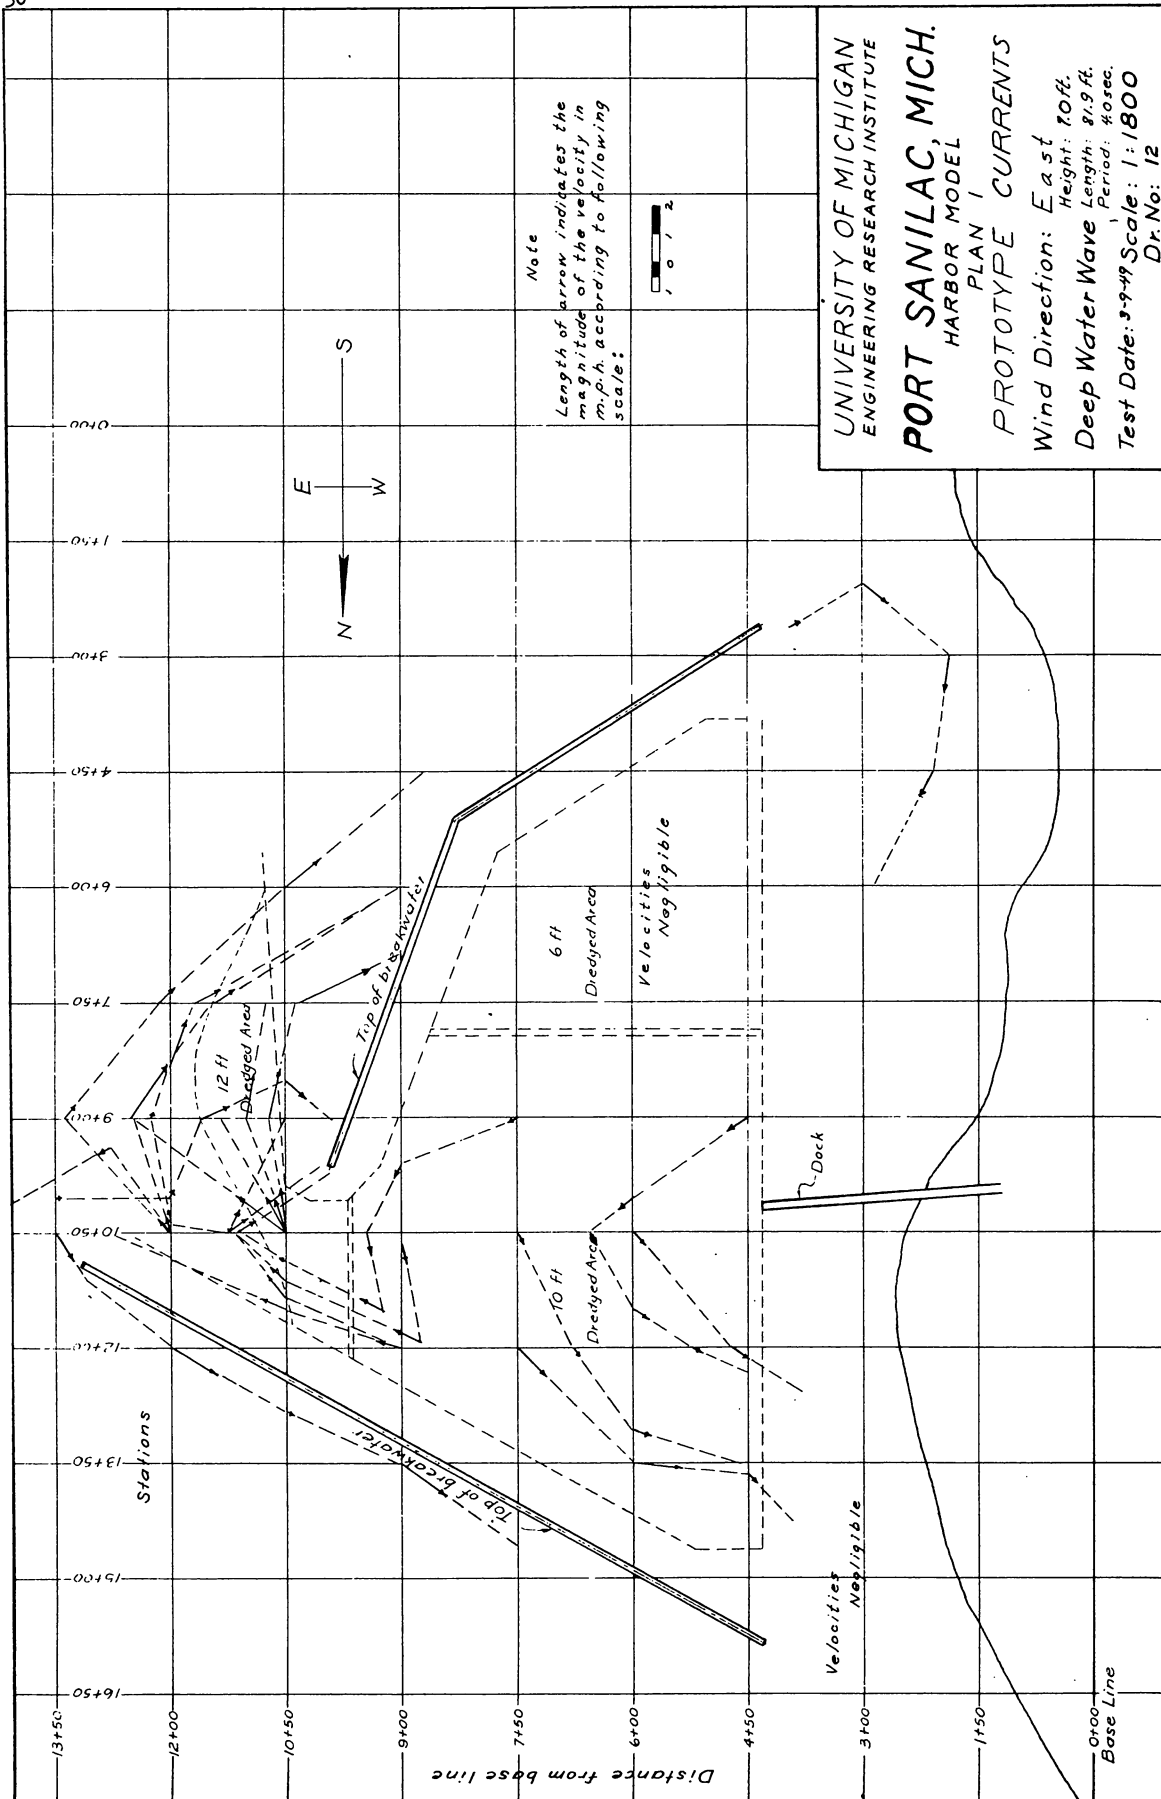 UNIVERSITY OF MICHIGAN
ENGINEERING RESEARCH INSTITUTE
PORT SANILAC, MICH.
HARBOR MODEL
PLAN 1
PROTOTYPE CURRENTS
Wind Direction: East
Deep Water Wave
Height: 7.0 ft.
Length: 81.9 ft.
Period: 4.0 sec.
Test Date: 3-9-49
Scale: 1:1800
Dr. No: 12
Note
Length of arrow indicates the
magnitude of the velocity in
m.p.h. according to following
scale:
1 0 1 2
N
S
E
W
Stations
16+50
15+00
13+50
12+00
10+50
9+00
7+50
6+00
4+50
3+00
1+50
0+00
Distance from base line
13+50
12+00
10+50
9+00
7+50
6+00
4+50
3+00
1+50
0+00
Base Line
Top of breakwater
Top of breakwater
12 ft
Dredged Area
6 ft
Dredged Area
Velocities
Negligible
10 ft
Dredged Area
Dock
Velocities
Negligible